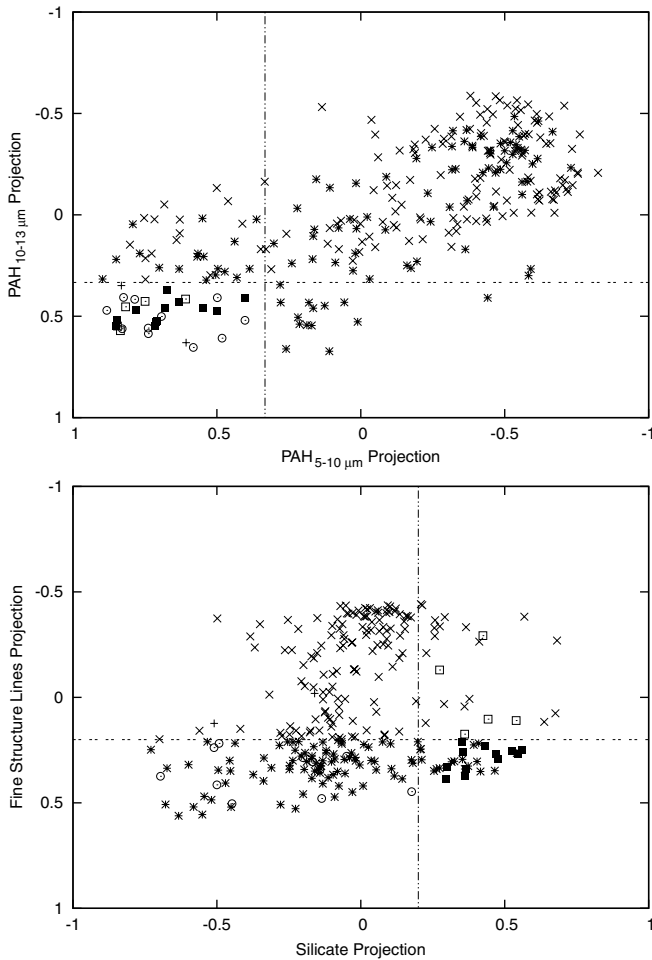 -1
-0.5
0
0.5
1
PAH10-13 μm Projection
1 0.5 0 -0.5 -1
PAH5-10 μm Projection
-1
-0.5
0
0.5
1
Fine Structure Lines Projection
-1 -0.5 0 0.5 1
Silicate Projection